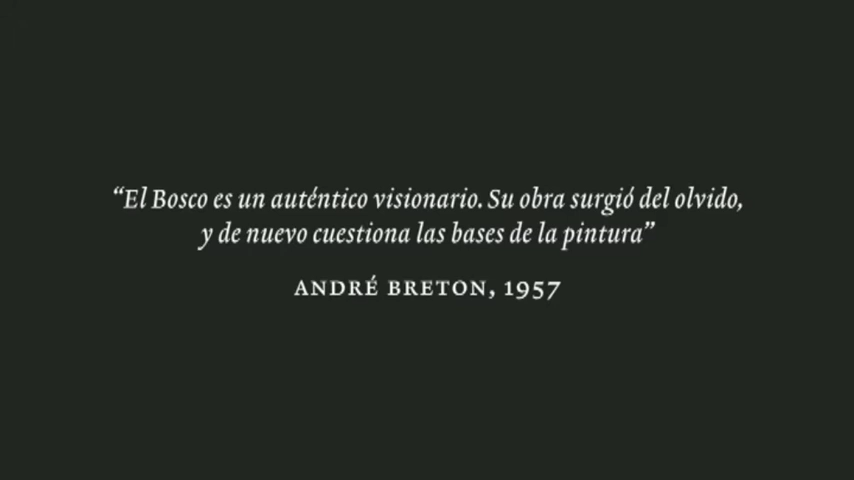 “El Bosco es un auténtico visionario. Su obra surgió del olvido,
y de nuevo cuestiona las bases de la pintura”
ANDRÉ BRETON, 1957